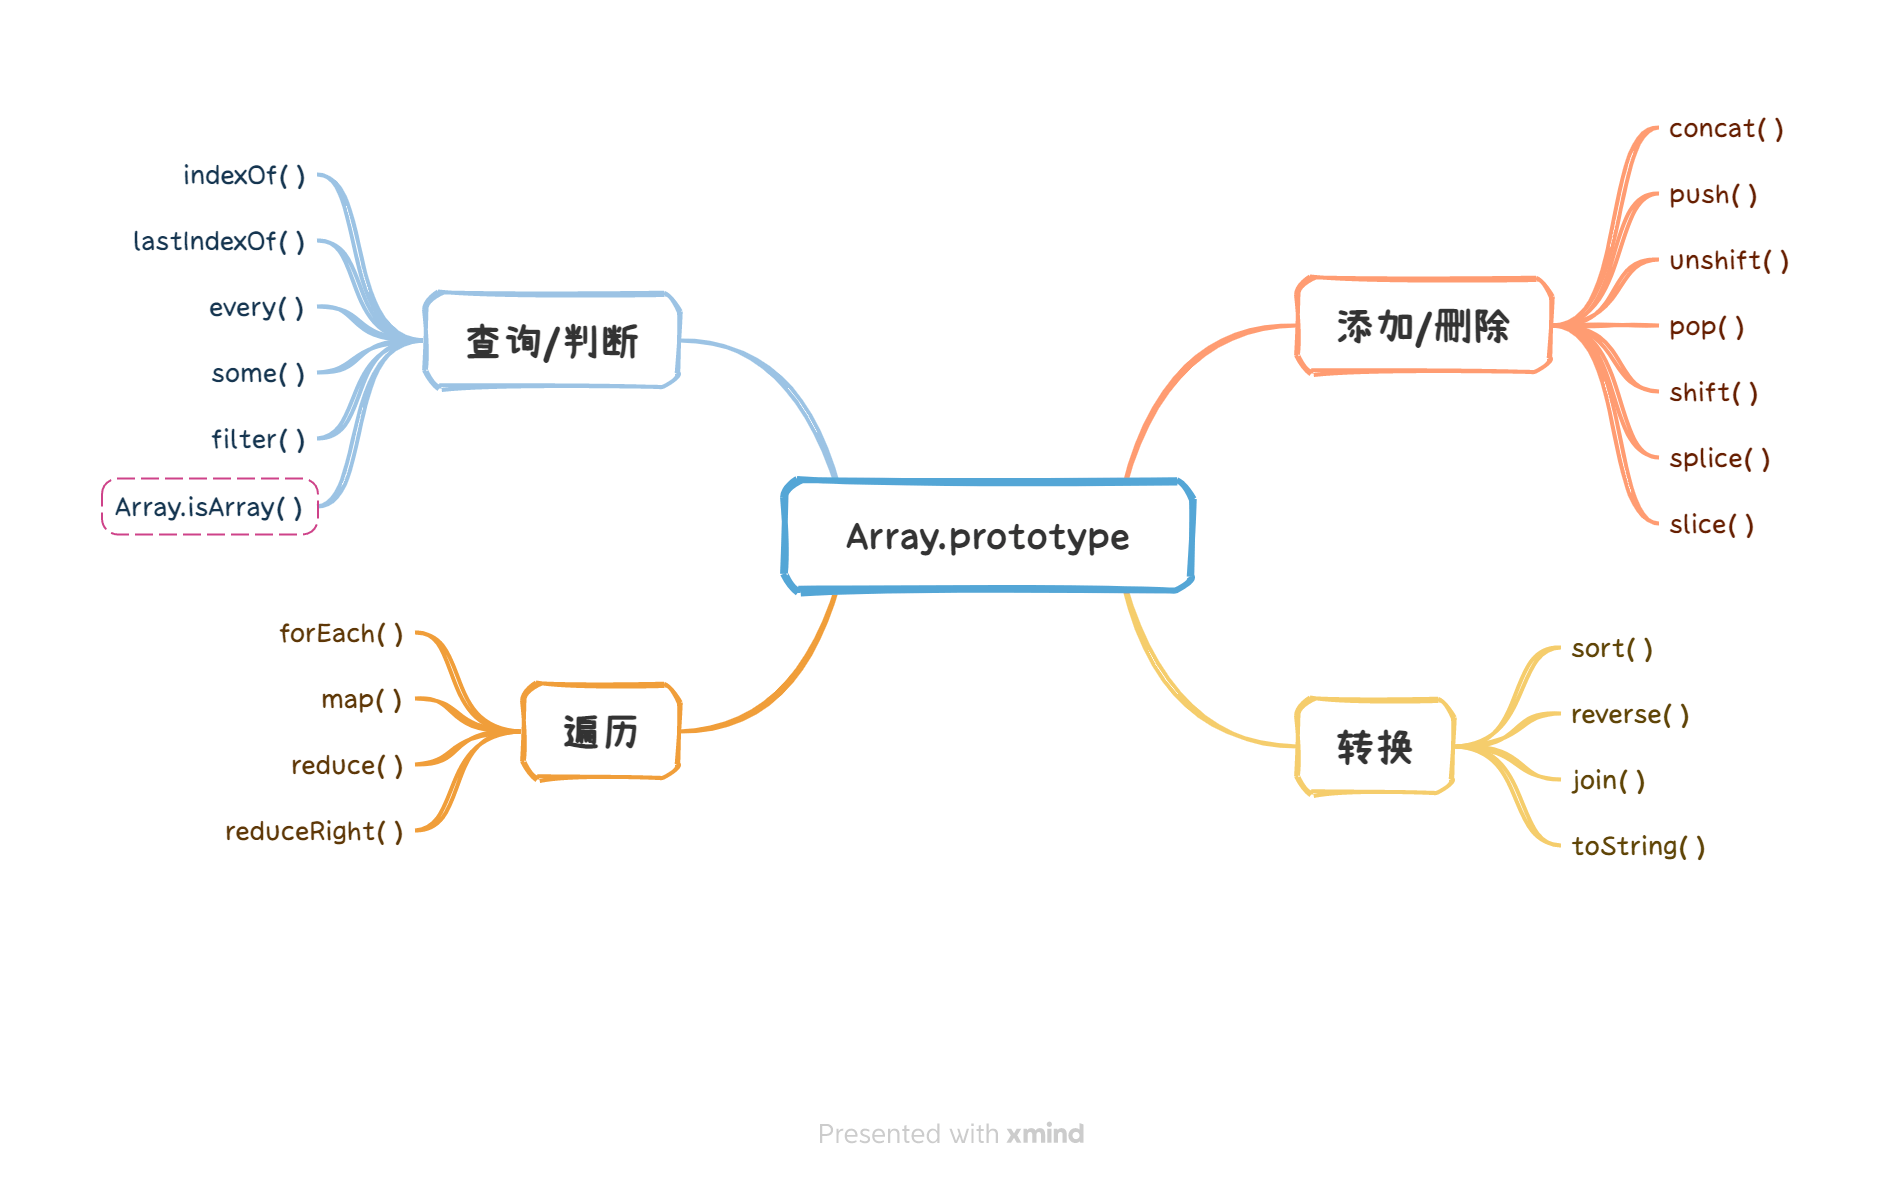 Array.prototype
添加/删除
concat()
push()
unshift()
pop()
shift()
splice()
slice()
转换
sort()
reverse()
join()
toString()
遍历
forEach()
map()
reduce()
reduceRight()
查询/判断
indexOf()
lastIndexOf()
every()
some()
filter()
Array.isArray()
Presented with xmind